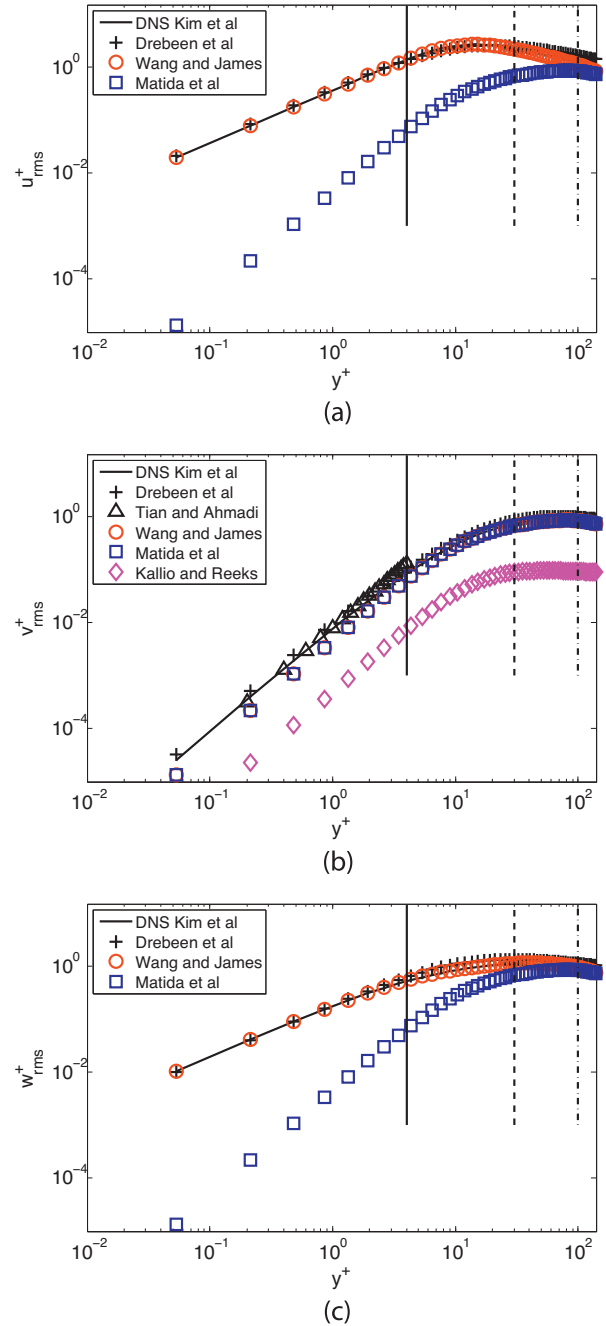 DNS Kim et al
Drebeen et al
Wang and James
Matida et al
10^0
10^-2
10^-4
u^+_rms
10^-2
10^-1
10^0
10^1
10^2
y^+
(a)
DNS Kim et al
Drebeen et al
Tian and Ahmadi
Wang and James
Matida et al
Kallio and Reeks
10^0
10^-2
10^-4
v^+_rms
10^-2
10^-1
10^0
10^1
10^2
y^+
(b)
DNS Kim et al
Drebeen et al
Wang and James
Matida et al
10^0
10^-2
10^-4
w^+_rms
10^-2
10^-1
10^0
10^1
10^2
y^+
(c)